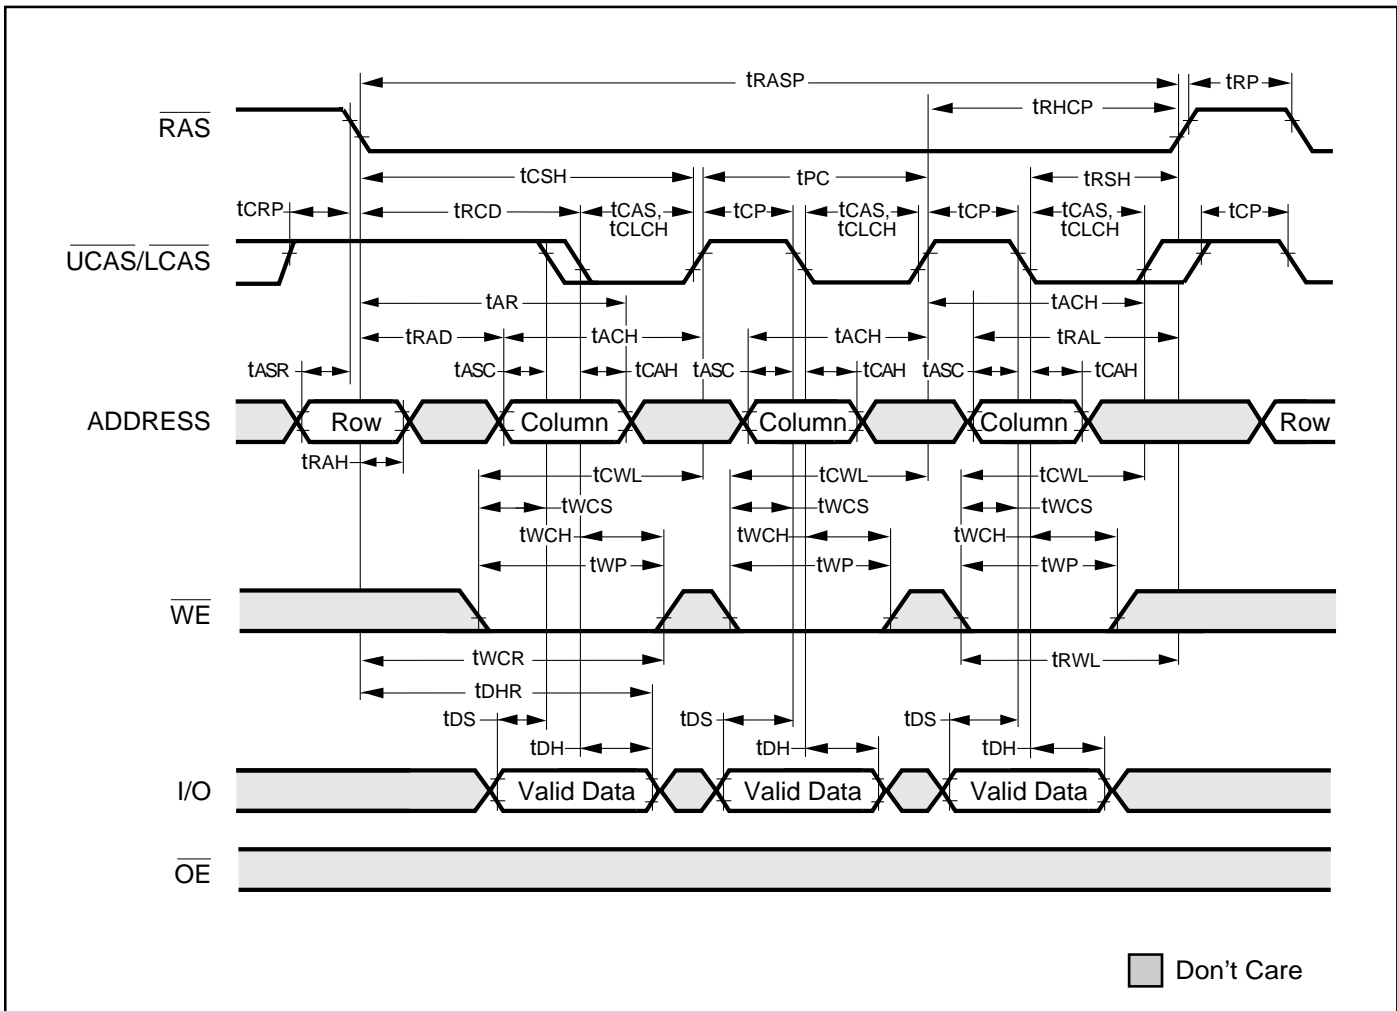 tRASP tRP
tRHCP
RAS
tCSH tPC tRSH
tCRP tRCD tCAS, tCLCH tCP tCAS, tCLCH tCP tCAS, tCLCH tCP
UCAS/LCAS
tAR tACH
tRAD tACH tACH tRAL
tASR tASC tCAH tASC tCAH tASC tCAH
ADDRESS Row Column Column Column Row
tRAH
tCWL tCWL tCWL
tWCS tWCS tWCS
tWCH tWCH tWCH
tWP tWP tWP
WE
tWCR tRWL
tDHR
tDS tDS tDS
tDH tDH tDH
I/O Valid Data Valid Data Valid Data
OE
Don't Care